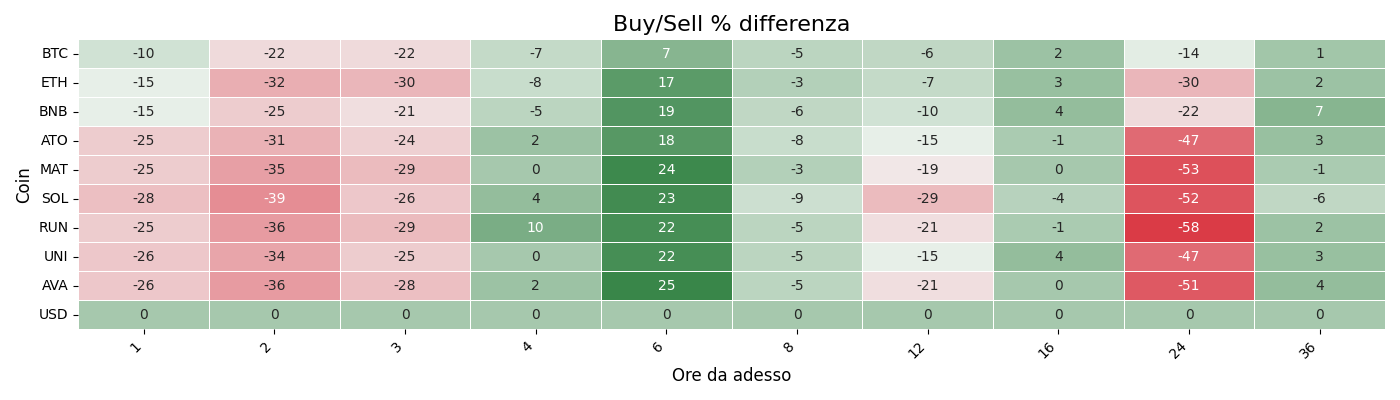 Buy/Sell % differenza
BTC -10 -22 -22 -7 7 -5 -6 2 -14 1
ETH -15 -32 -30 -8 17 -3 -7 3 -30 2
BNB -15 -25 -21 -5 19 -6 -10 4 -22 7
ATO -25 -31 -24 2 18 -8 -15 -1 -47 3
MAT -25 -35 -29 0 24 -3 -19 0 -53 -1
SOL -28 -39 -26 4 23 -9 -29 -4 -52 -6
RUN -25 -36 -29 10 22 -5 -21 -1 -58 2
UNI -26 -34 -25 0 22 -5 -15 4 -47 3
AVA -26 -36 -28 2 25 -5 -21 0 -51 4
USD 0 0 0 0 0 0 0 0 0 0
Coin
1 2 3 4 6 8 12 16 24 36
Ore da adesso